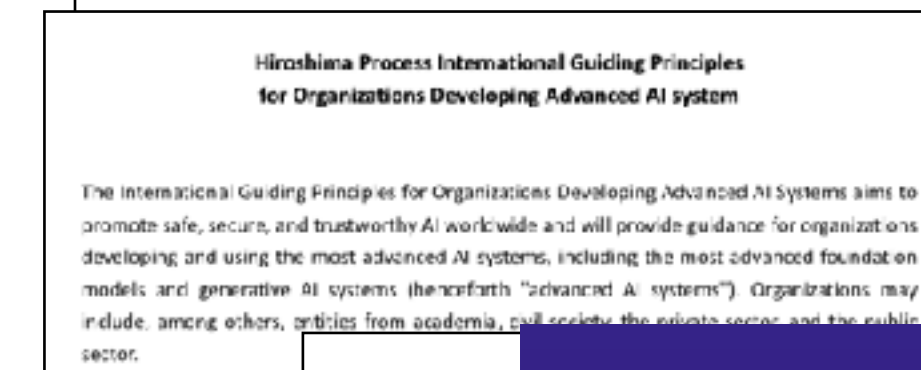 Hiroshima Process International Guiding Principles
for Organizations Developing Advanced AI system
The International Guiding Principles for Organizations Developing Advanced AI Systems aims to
promote safe, secure, and trustworthy AI worldwide and will provide guidance for organizations
developing and using the most advanced AI systems, including the most advanced foundation
models and generative AI systems (henceforth "advanced AI systems"). Organizations may
include, among others, entities from academia, civil society, the private sector, and the public
sector.